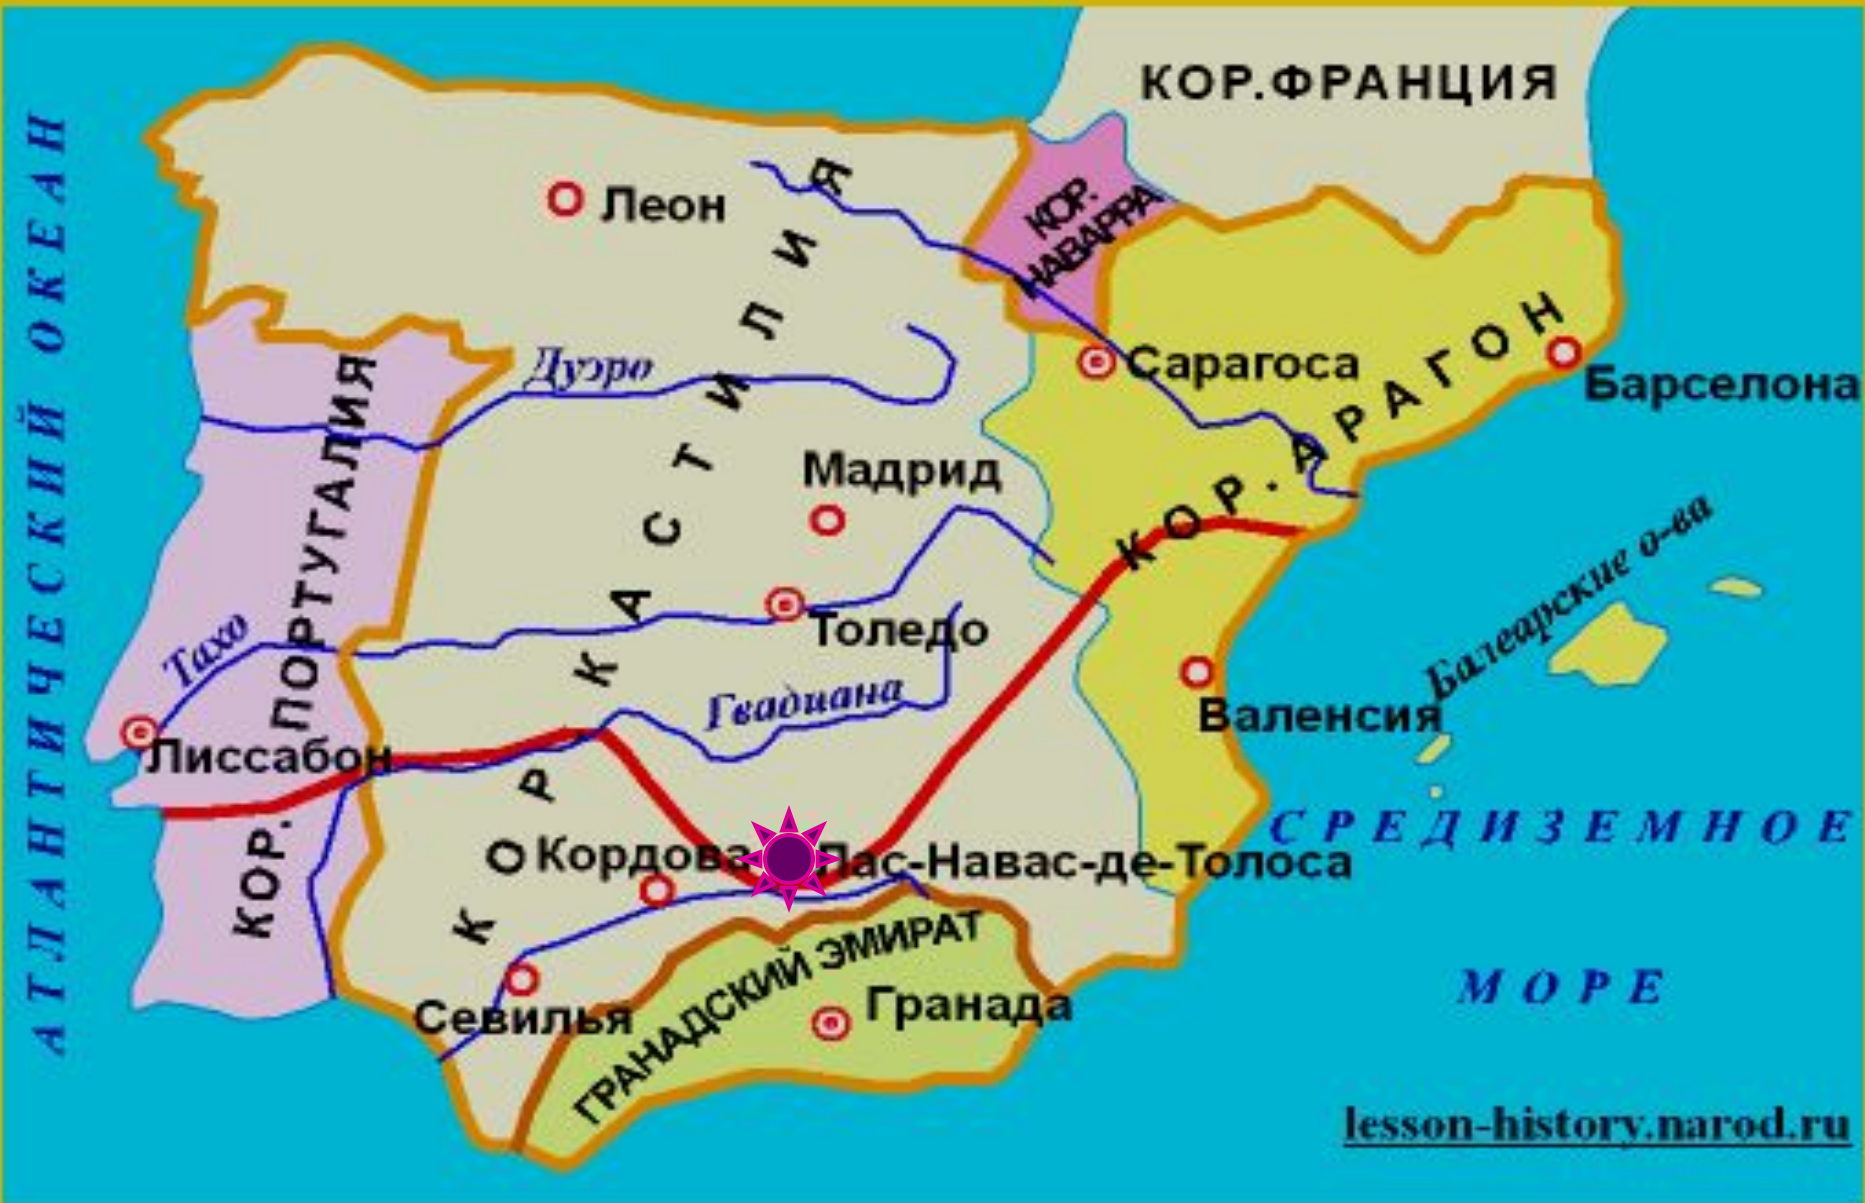 КОР.ФРАНЦИЯ
АТЛАНТИЧЕСКИЙ ОКЕАН
Леон
КОР. КАСТИЛИЯ
КОР.
НАВАРРА
КОР. АРАГОН
Сарагоса
Барселона
Дуэро
КОР. ПОРТУГАЛИЯ
Мадрид
Балеарские о-ва
Тахо
Толедо
Гвадиана
Валенсия
Лиссабон
СРЕДИЗЕМНОЕ
МОРЕ
Кордова
Лас-Навас-де-Толоса
ГРАНАДСКИЙ ЭМИРАТ
Севилья
Гранада
lesson-history.narod.ru